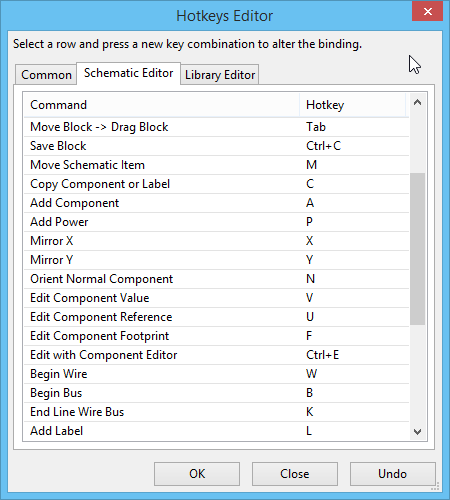 Hotkeys Editor
Select a row and press a new key combination to alter the binding.
Common Schematic Editor Library Editor
Command Hotkey
Move Block -> Drag Block Tab
Save Block Ctrl+C
Move Schematic Item M
Copy Component or Label C
Add Component A
Add Power P
Mirror X X
Mirror Y Y
Orient Normal Component N
Edit Component Value V
Edit Component Reference U
Edit Component Footprint F
Edit with Component Editor Ctrl+E
Begin Wire W
Begin Bus B
End Line Wire Bus K
Add Label L
OK Close Undo